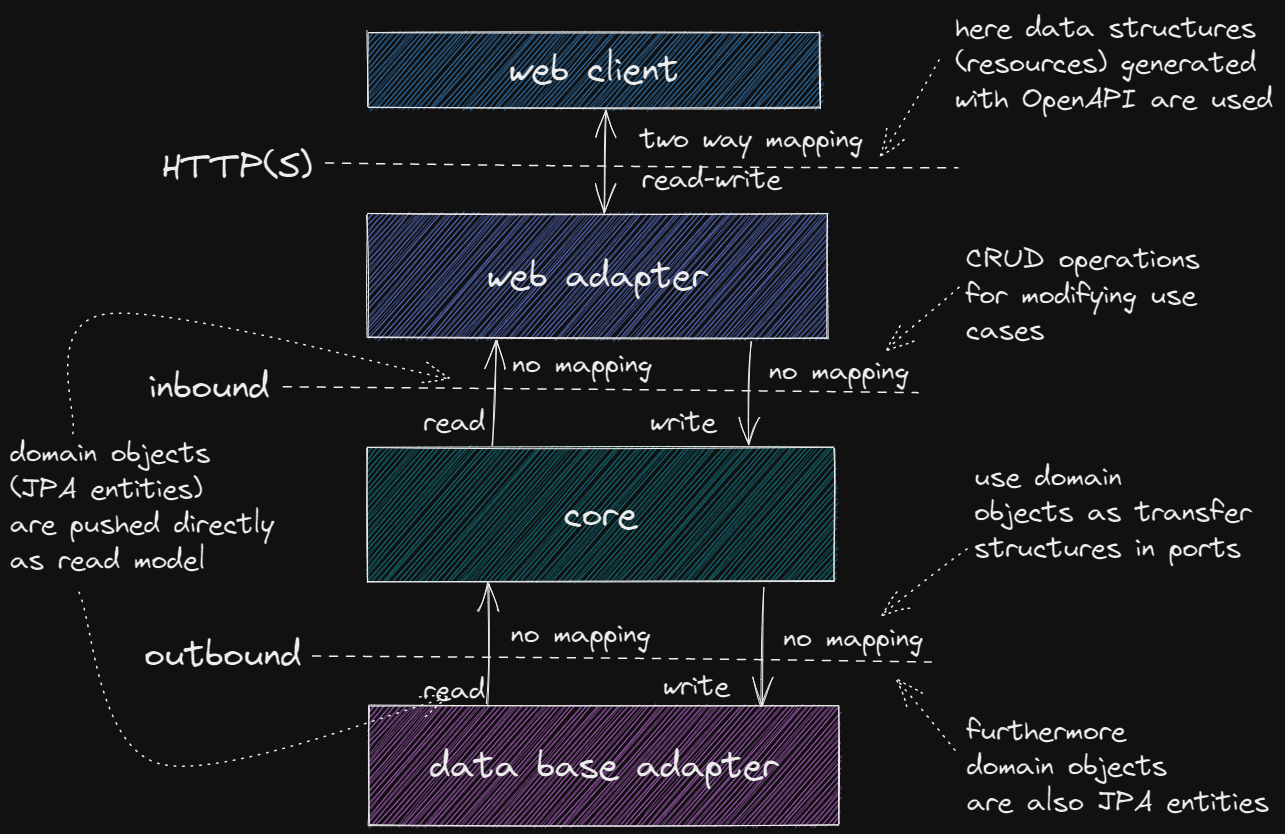 here data structures
(resources) generated
with OpenAPI are used
web client
two way mapping
HTTP(S)
read-write
web adapter
CRUD operations
for modifying use
cases
no mapping
no mapping
inbound
read
write
domain objects
(JPA entities)
are pushed directly
as read model
core
use domain
objects as transfer
structures in ports
no mapping
no mapping
outbound
read
write
furthermore
domain objects
are also JPA entities
data base adapter